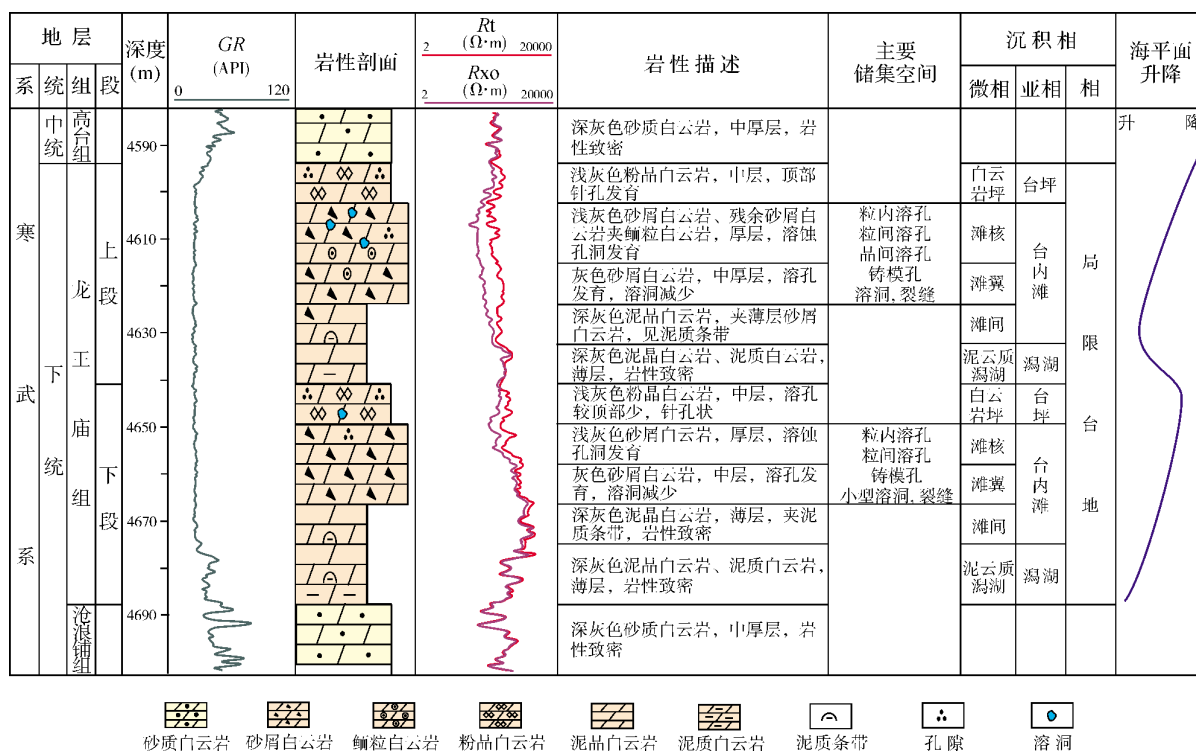 地层
深度
(m)
GR
(API)
0 120
岩性剖面
Rt
(Ω·m)
2 20000
Rxo
(Ω·m)
2 20000
岩性描述
主要
储集空间
沉积相
海平面
升降
系 统 组 段
微相 亚相 相
升 降
寒武系
中统
下统
高台组
龙王庙组
沧浪铺组
上段
下段
4590
4610
4630
4650
4670
4690
深灰色砂质白云岩，中厚层，岩
性致密
浅灰色粉晶白云岩，中层，顶部
针孔发育
白云
岩坪
台坪
浅灰色砂屑白云岩、残余砂屑白
云岩夹鲕粒白云岩，厚层，溶蚀
孔洞发育
粒内溶孔
粒间溶孔
晶间溶孔
铸模孔
溶洞，裂缝
滩核
台内滩
灰色砂屑白云岩，中厚层，溶孔
发育，溶洞减少
滩翼
深灰色泥晶白云岩，夹薄层砂屑
白云岩，见泥质条带
滩间
深灰色泥晶白云岩、泥质白云岩，
薄层，岩性致密
泥云质
潟湖
潟湖
浅灰色粉晶白云岩，中层，溶孔
较顶部少，针孔状
白云
岩坪
台坪
浅灰色砂屑白云岩，厚层，溶蚀
孔洞发育
粒内溶孔
粒间溶孔
铸模孔
小型溶洞，裂缝
滩核
台内滩
灰色砂屑白云岩，中层，溶孔发
育，溶洞减少
滩翼
深灰色泥晶白云岩，薄层，夹泥
质条带，岩性致密
滩间
深灰色泥晶白云岩、泥质白云岩，
薄层，岩性致密
泥云质
潟湖
潟湖
局限台地
深灰色砂质白云岩，中厚层，岩
性致密
砂质白云岩 砂屑白云岩 鲕粒白云岩 粉晶白云岩 泥晶白云岩 泥质白云岩 泥质条带 孔隙 溶洞